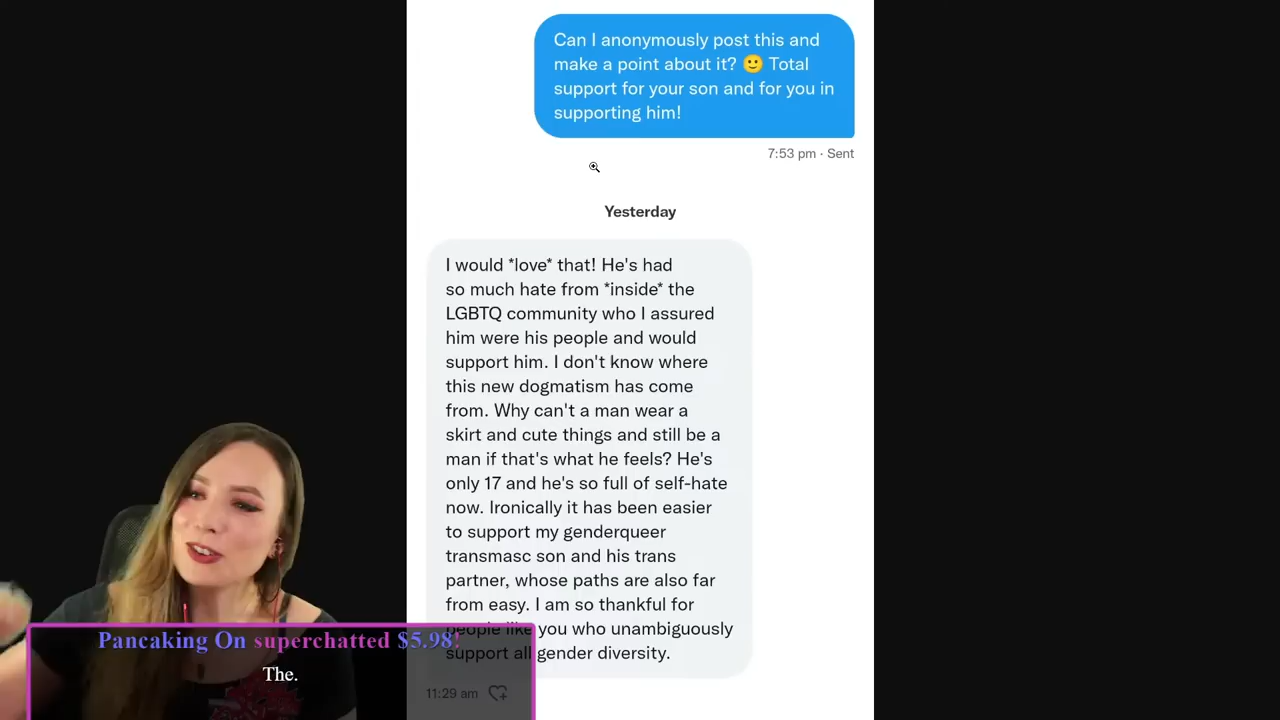 Can I anonymously post this and
make a point about it? 🙂 Total
support for your son and for you in
supporting him!
7:53 pm · Sent
Yesterday
I would *love* that! He's had
so much hate from *inside* the
LGBTQ community who I assured
him were his people and would
support him. I don't know where
this new dogmatism has come
from. Why can't a man wear a
skirt and cute things and still be a
man if that's what he feels? He's
only 17 and he's so full of self-hate
now. Ironically it has been easier
to support my genderqueer
transmasc son and his trans
partner, whose paths are also far
from easy. I am so thankful for
people like you who unambiguously
support all gender diversity.
11:29 am
Pancaking On superchatted $5.98!
The.